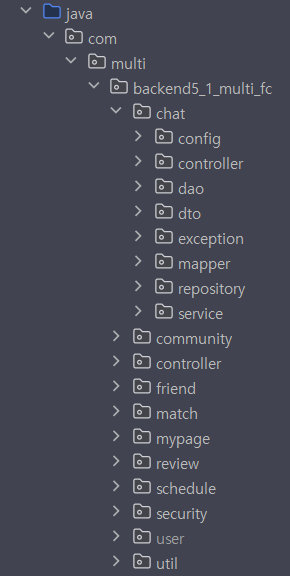 java
com
multi
backend5_1_multi_fc
chat
config
controller
dao
dto
exception
mapper
repository
service
community
controller
friend
match
mypage
review
schedule
security
user
util